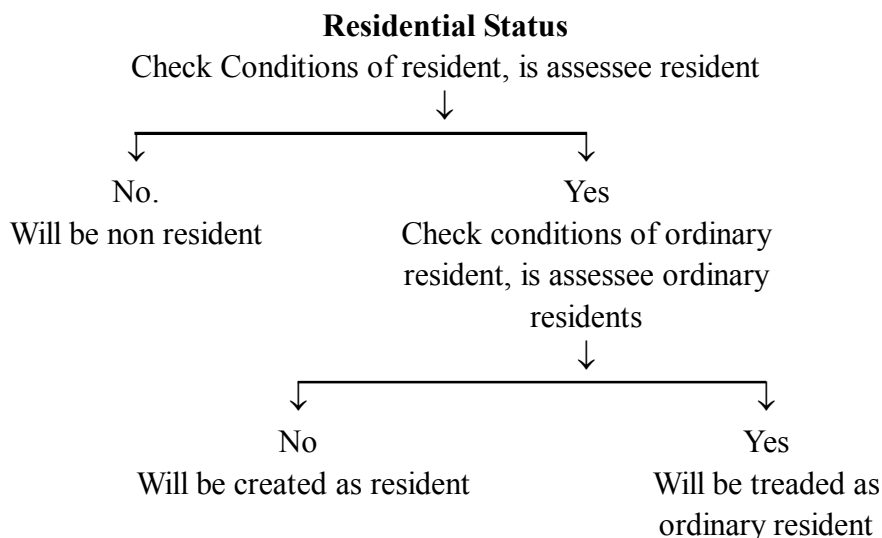 Residential Status
Check Conditions of resident, is assessee resident
No.
Will be non resident
Yes
Check conditions of ordinary
resident, is assessee ordinary
residents
No
Will be created as resident
Yes
Will be treaded as
ordinary resident